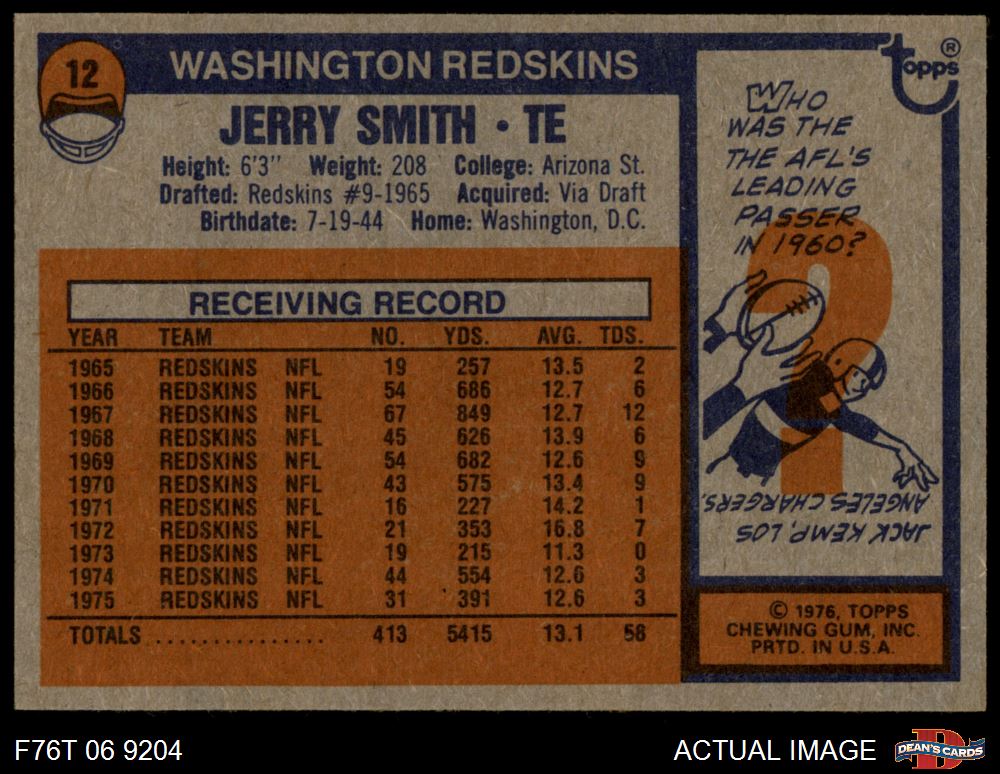 12
WASHINGTON REDSKINS
JERRY SMITH • TE
Height: 6'3" Weight: 208 College: Arizona St.
Drafted: Redskins #9-1965 Acquired: Via Draft
Birthdate: 7-19-44 Home: Washington, D.C.
RECEIVING RECORD
YEAR TEAM NO. YDS. AVG. TDS.
1965 REDSKINS NFL 19 257 13.5 2
1966 REDSKINS NFL 54 686 12.7 6
1967 REDSKINS NFL 67 849 12.7 12
1968 REDSKINS NFL 45 626 13.9 6
1969 REDSKINS NFL 54 682 12.6 9
1970 REDSKINS NFL 43 575 13.4 9
1971 REDSKINS NFL 16 227 14.2 1
1972 REDSKINS NFL 21 353 16.8 7
1973 REDSKINS NFL 19 215 11.3 0
1974 REDSKINS NFL 44 554 12.6 3
1975 REDSKINS NFL 31 391 12.6 3
TOTALS ................ 413 5415 13.1 58
topps®
WHO
WAS THE
THE AFL'S
LEADING
PASSER
IN 1960?
?
JACK KEMP, LOS
ANGELES CHARGERS.
© 1976, TOPPS
CHEWING GUM, INC.
PRTD. IN U.S.A.
F76T 06 9204
ACTUAL IMAGE
D
DEAN'S CARDS